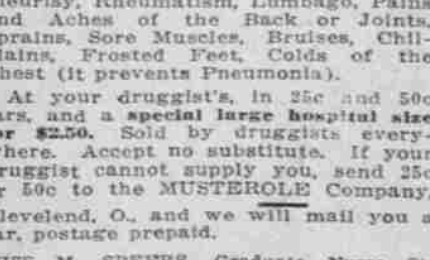 leurisy, Rheumatism, Lumbago, Pains
nd Aches of the Back or Joints,
prains, Sore Muscles, Bruises, Chil-
lains, Frosted Feet, Colds of the
hest (it prevents Pneumonia).
At your druggist's, in 25c and 50c
ars, and a special large hospital size
or $2.50. Sold by druggists every-
where. Accept no substitute. If your
ruggist cannot supply you, send 25c
r 50c to the MUSTEROLE Company,
levelend, O., and we will mail you a
ar, postage prepaid.